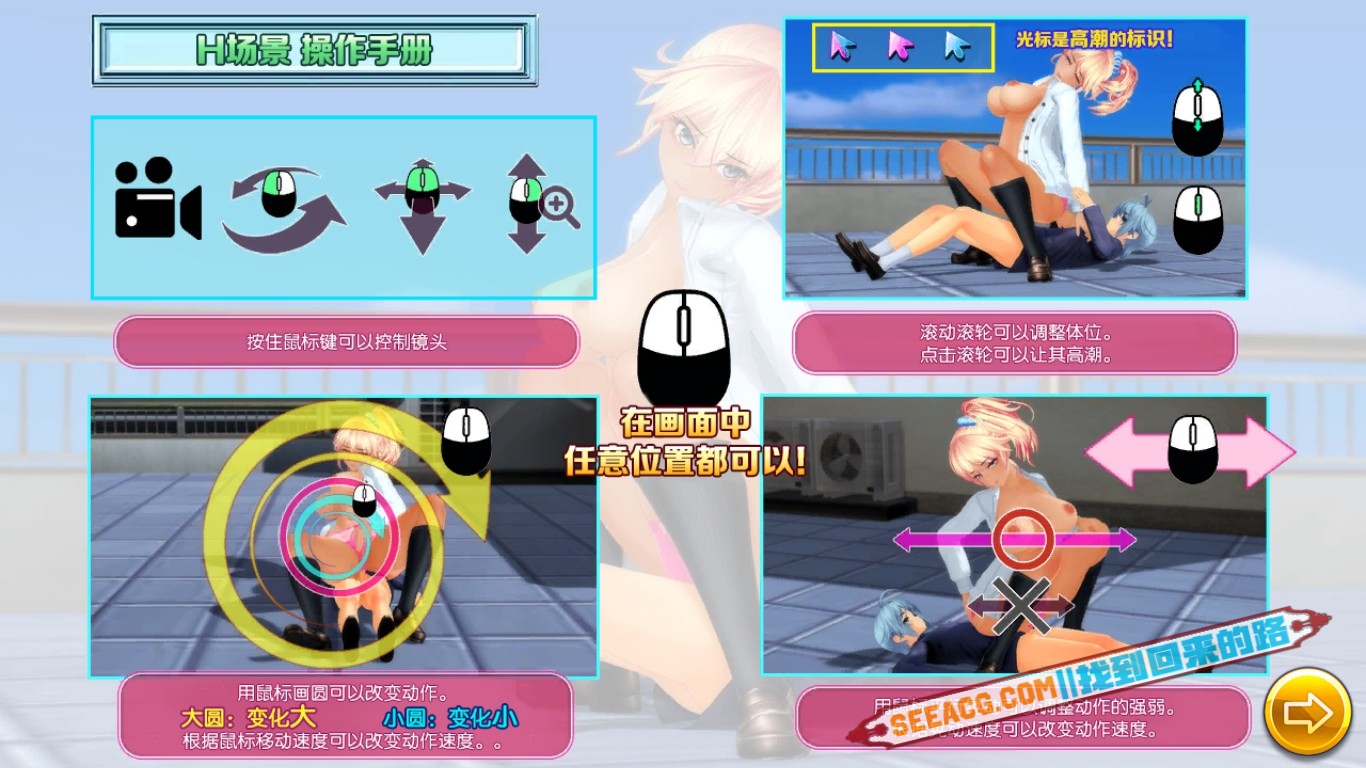 H场景 操作手册
光标是高潮的标识！
按住鼠标键可以控制镜头
滚动滚轮可以调整体位。
点击滚轮可以让其高潮。
在画面中
任意位置都可以！
用鼠标画圆可以改变动作。
大圆：变化大 小圆：变化小
根据鼠标移动速度可以改变动作速度。。
调整动作的强弱。
速度可以改变动作速度。
SEEACG.COM||找到回来的路